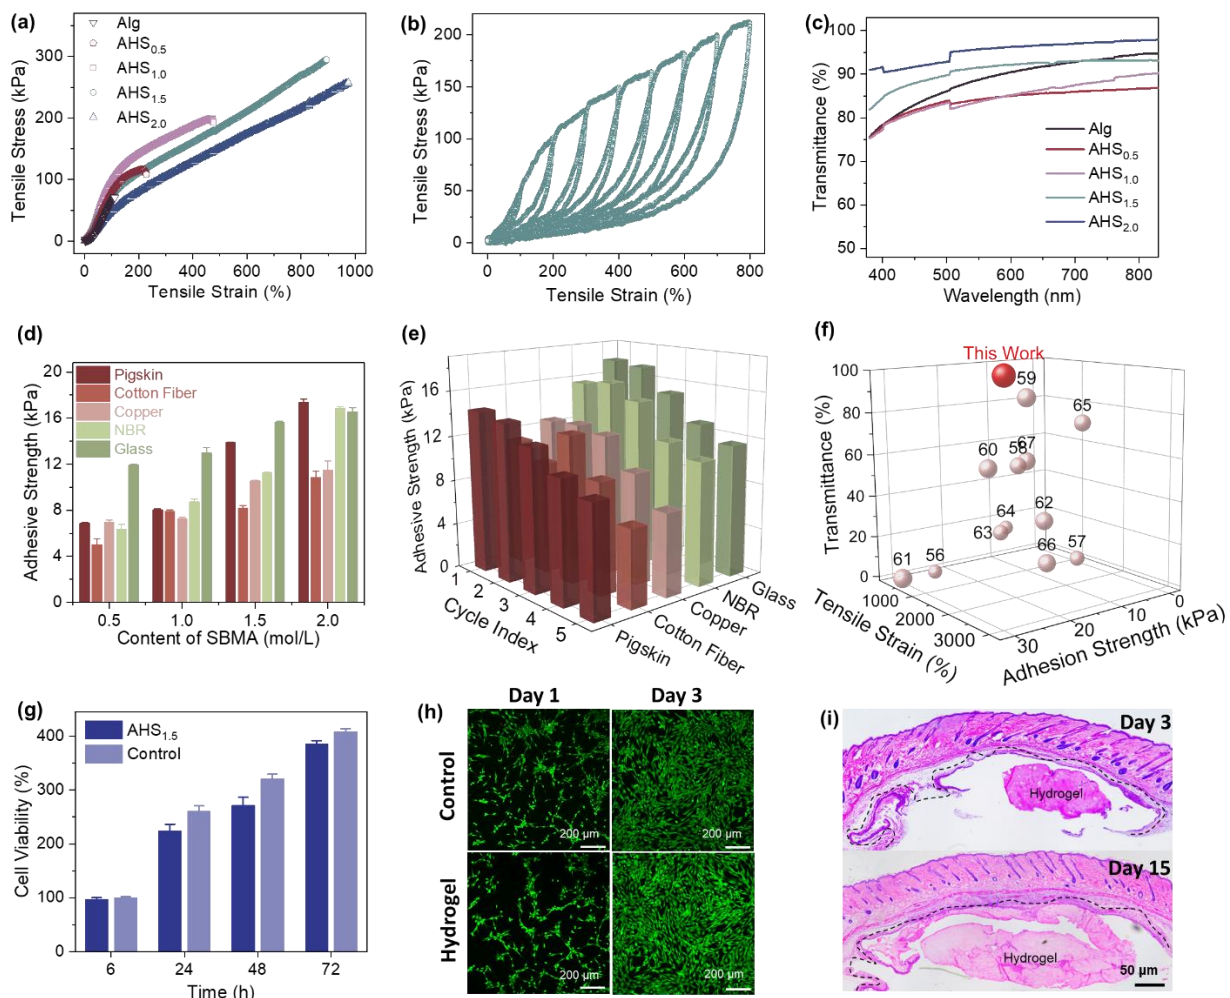 (a)
Alg
AHS0.5
AHS1.0
AHS1.5
AHS2.0
350
300
250
200
150
100
50
0
Tensile Stress (kPa)
0 200 400 600 800 1000
Tensile Strain (%)
(b)
200
150
100
50
0
Tensile Stress (kPa)
0 200 400 600 800
Tensile Strain (%)
(c)
100
90
80
70
60
50
Transmittance (%)
Alg
AHS0.5
AHS1.0
AHS1.5
AHS2.0
400 500 600 700 800
Wavelength (nm)
(d)
20
16
12
8
4
0
Adhesive Strength (kPa)
Pigskin
Cotton Fiber
Copper
NBR
Glass
0.5 1.0 1.5 2.0
Content of SBMA (mol/L)
(e)
16
12
8
4
0
Adhesive Strength (kPa)
1
2
3
4
5
Cycle Index
Glass
NBR
Copper
Cotton Fiber
Pigskin
(f)
This Work
100
80
60
40
20
0
Transmittance (%)
59
65
60
58
67
64
63
62
61
56
66
57
1000
2000
3000
Tensile Strain (%)
30
20
10
0
Adhesion Strength (kPa)
(g)
AHS1.5
Control
400
300
200
100
0
Cell Viability (%)
6 24 48 72
Time (h)
(h)
Day 1
Day 3
Control
Hydrogel
200 μm
200 μm
200 μm
200 μm
(i)
Day 3
Hydrogel
Day 15
Hydrogel
50 μm